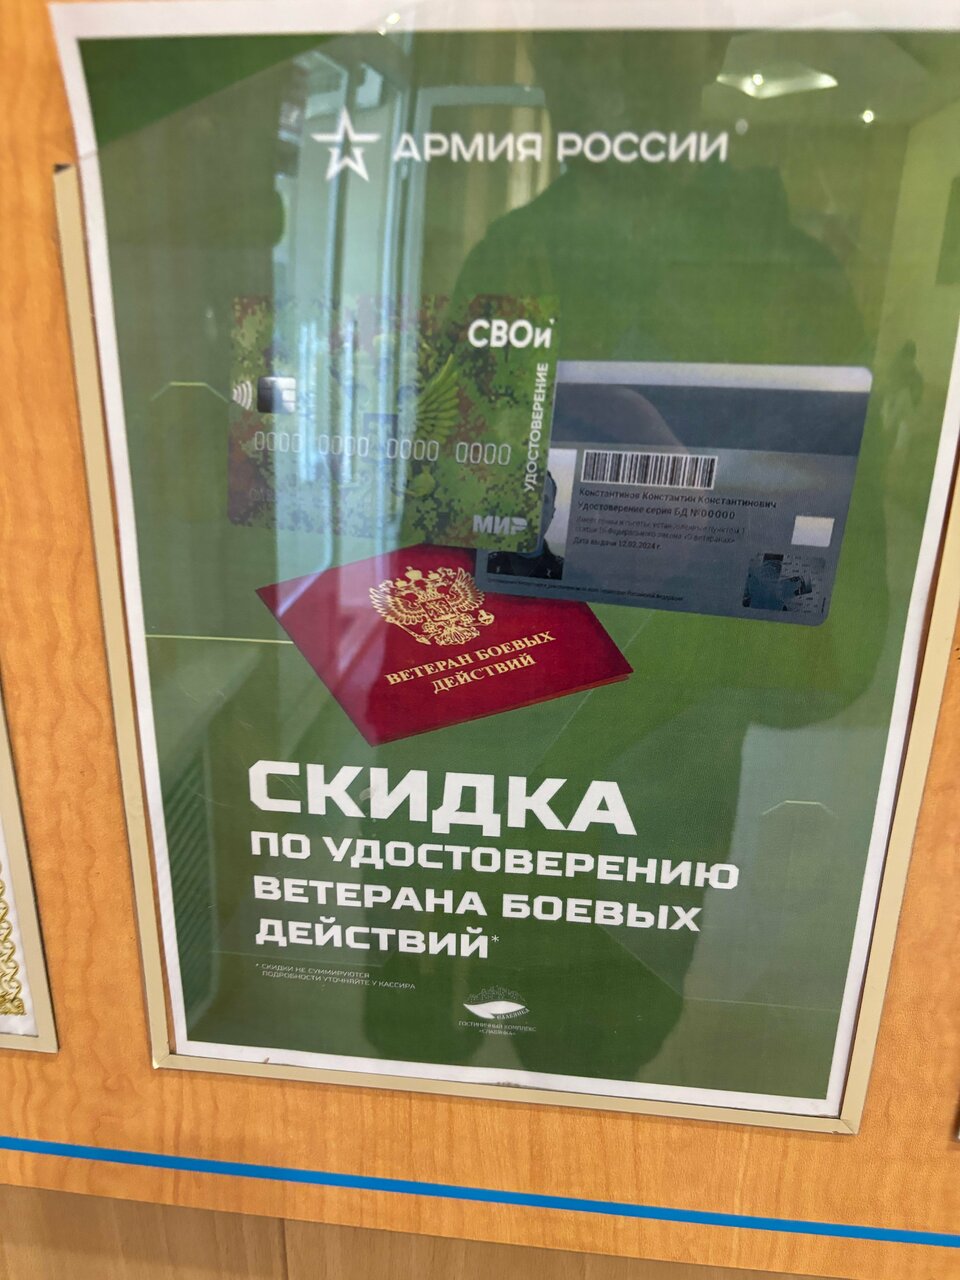 АРМИЯ РОССИИ
СВОи
УДОСТОВЕРЕНИЕ
0000 0000 0000 0000
МИР
Константинов Константин Константинович
Удостоверение серия БД №00000
Дата выдачи 12.02.2024 г.
ВЕТЕРАН БОЕВЫХ
ДЕЙСТВИЙ
СКИДКА
ПО УДОСТОВЕРЕНИЮ
ВЕТЕРАНА БОЕВЫХ
ДЕЙСТВИЙ*
* СКИДКИ НЕ СУММИРУЮТСЯ
ПОДРОБНОСТИ УТОЧНЯЙТЕ У КАССИРА
СЛАВЯНКА
ГОСТИНИЧНЫЙ КОМПЛЕКС
«СЛАВЯНКА»